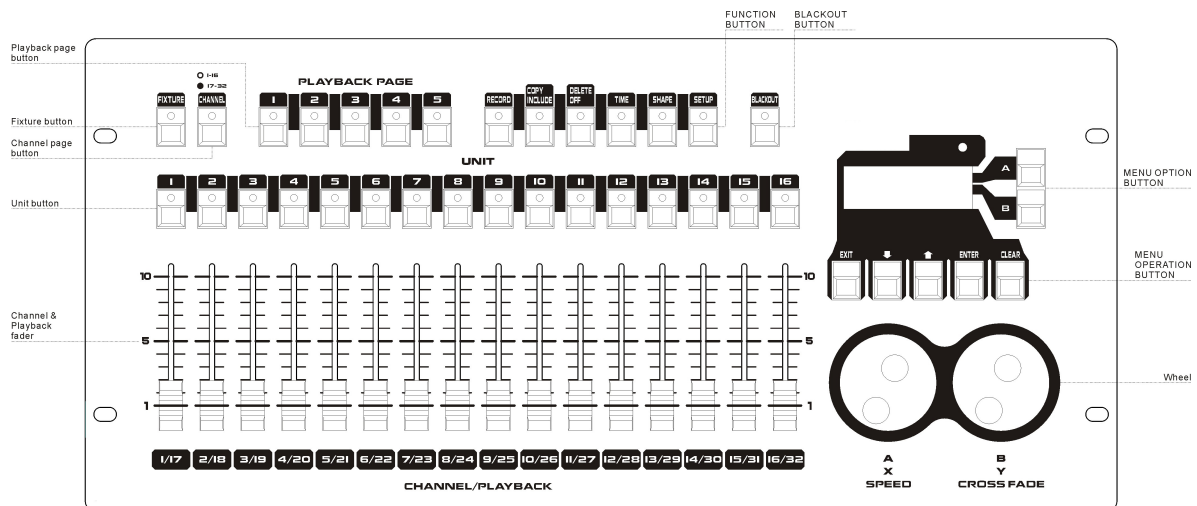 FUNCTION
BUTTON
BLACKOUT
BUTTON
Playback page
button
1-16
17-32
PLAYBACK PAGE
FIXTURE CHANNEL 1 2 3 4 5 RECORD COPY INCLUDE DELETE OFF TIME SHAPE SETUP BLACKOUT
Fixture button
Channel page
button
UNIT
1 2 3 4 5 6 7 8 9 10 11 12 13 14 15 16
Unit button
A
B
MENU OPTION
BUTTON
EXIT ENTER CLEAR
MENU
OPERATION
BUTTON
10 10
Channel &
Playback
fader
5 5
1 1
Wheel
1/17 2/18 3/19 4/20 5/21 6/22 7/23 8/24 9/25 10/26 11/27 12/28 13/29 14/30 15/31 16/32
CHANNEL/PLAYBACK
A B
X Y
SPEED CROSS FADE